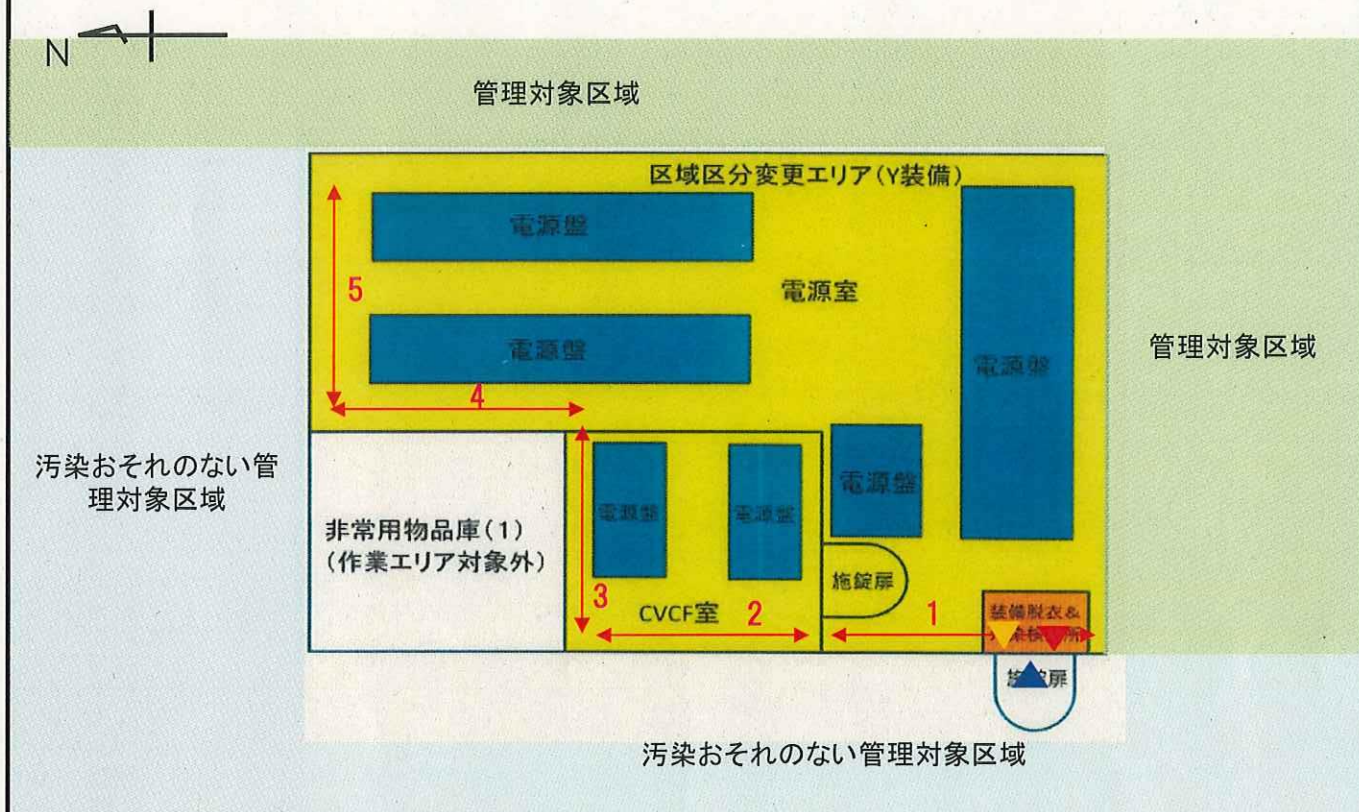 N
管理対象区域
区域区分変更エリア(Y装備)
電源盤
5
電源室
電源盤
電源盤
管理対象区域
4
汚染おそれのない管
理対象区域
電源盤
電源盤
電源盤
非常用物品庫(1)
(作業エリア対象外)
施錠扉
3
CVCF室
2
1
装備脱衣&
所
扉
汚染おそれのない管理対象区域